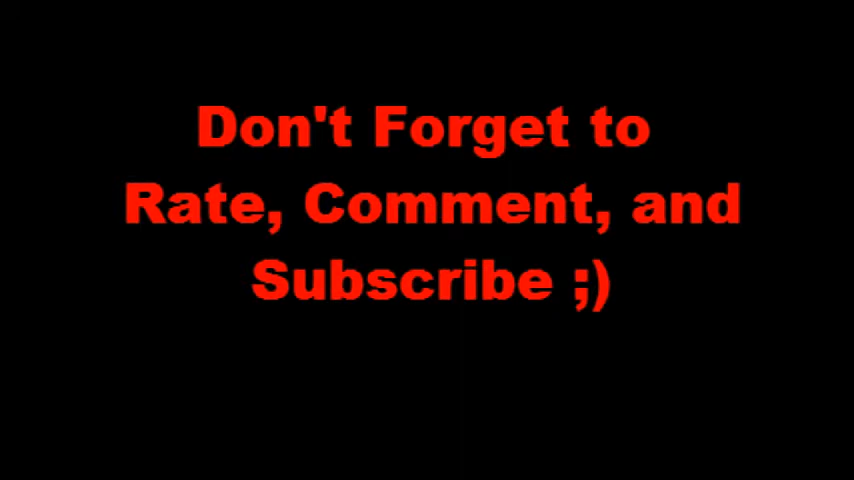 Don't Forget to
Rate, Comment, and
Subscribe ;)